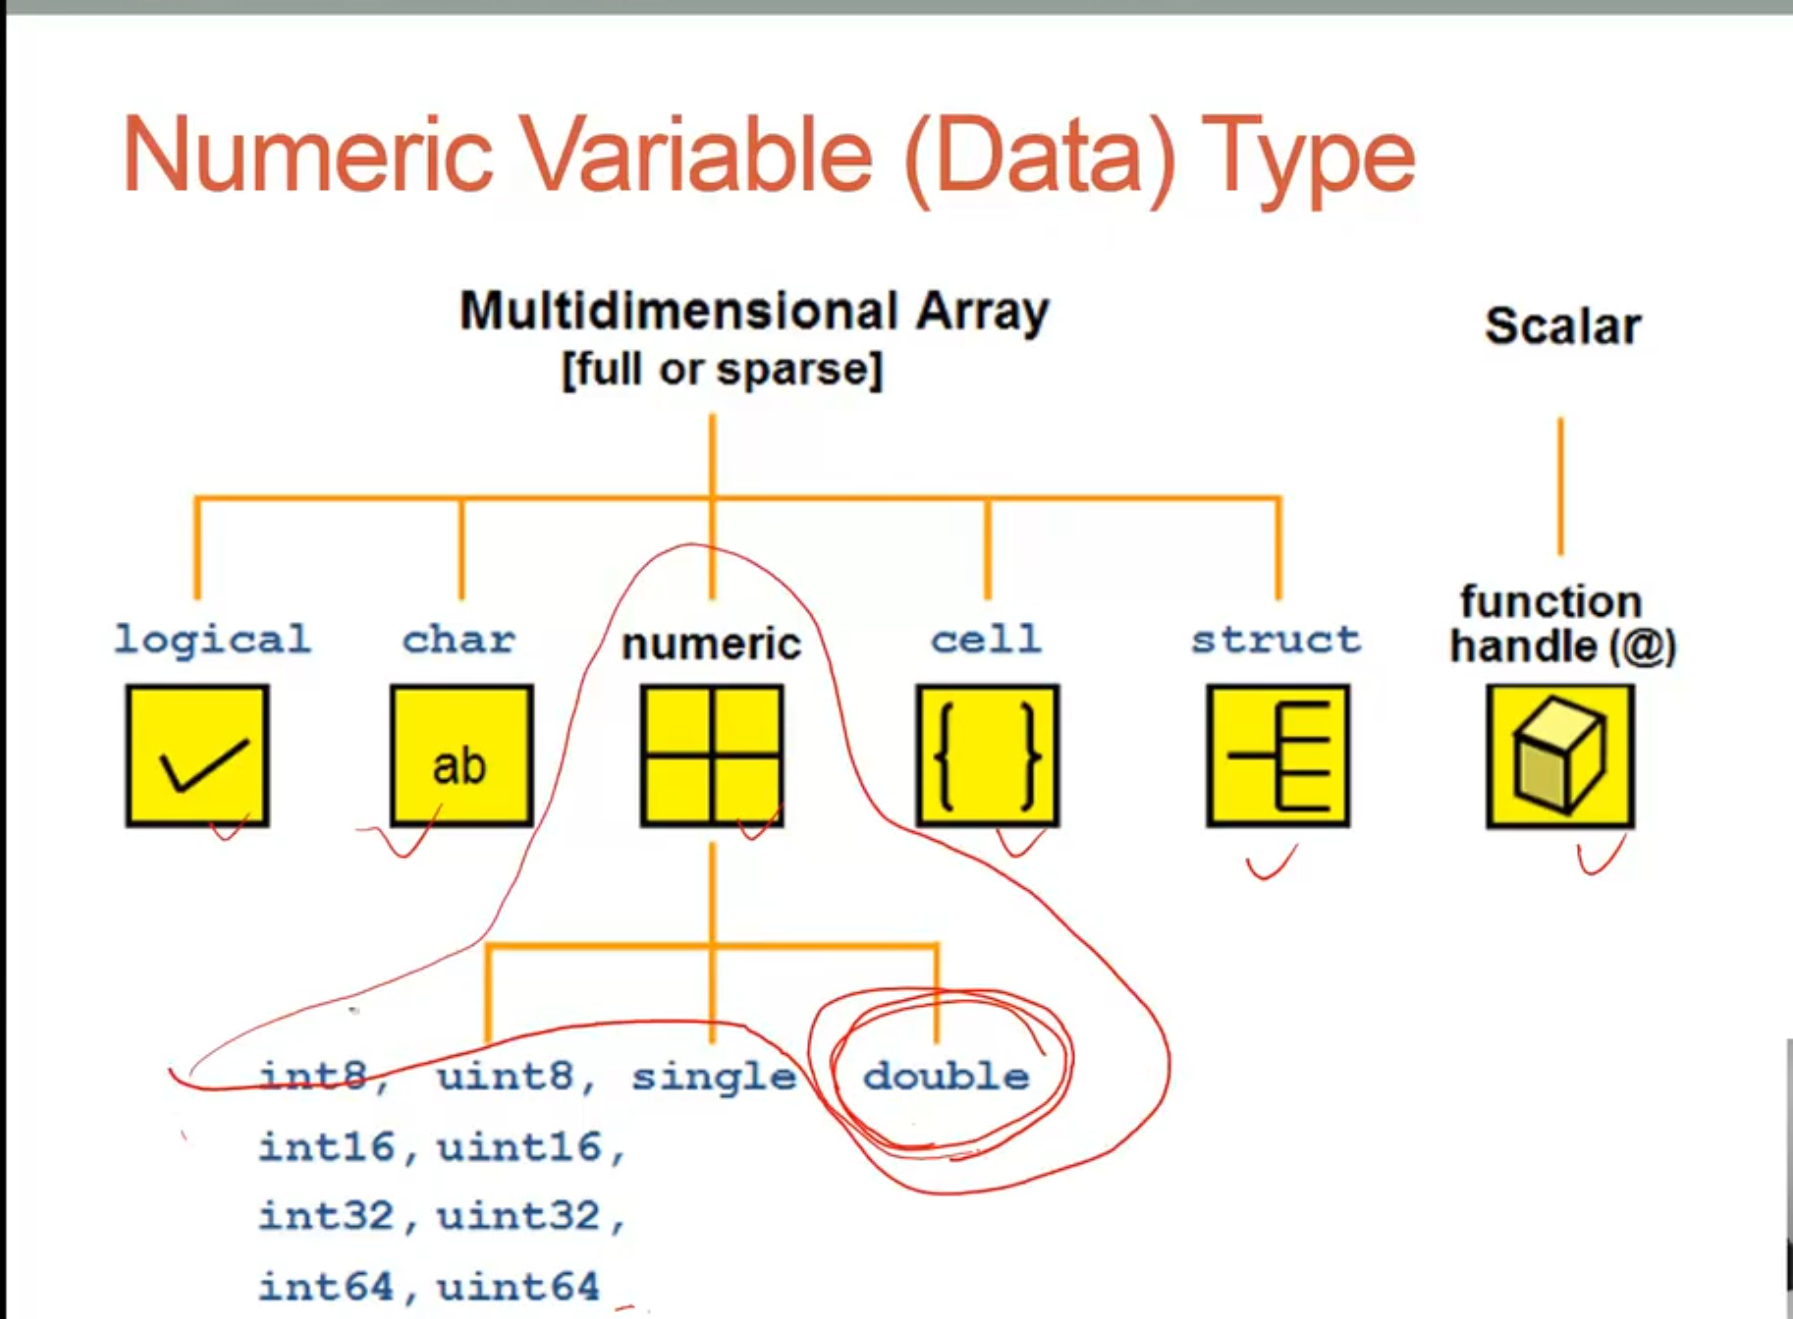 Numeric Variable (Data) Type
Multidimensional Array
[full or sparse]
Scalar
logical
char
numeric
cell
struct
function
handle (@)
ab
{ }
int8, uint8, single double
int16, uint16,
int32, uint32,
int64, uint64